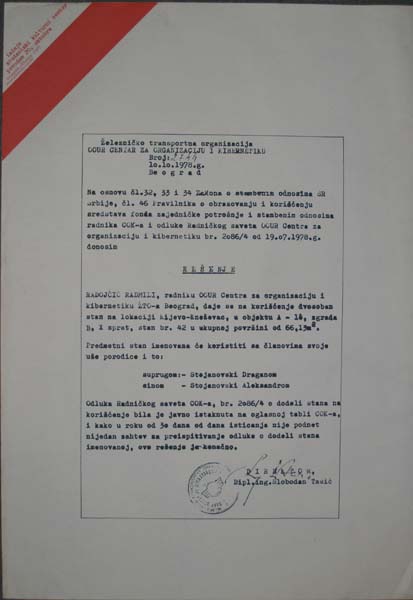 Železničko transportna organizacija
OOUR CENTAR ZA ORGANIZACIJU I KIBERNETIKU
Broj:
lo.lo.1978.g.
B e o g r a d
Na osnovu čl.32, 33 i 34 Zakona o stambenim odnosima SR
Srbije, čl. 46 Pravilnika o obrazovanju i korišćenju
sredstava fonda zajedničke potrošnje i stambenim odnosima
radnika COK-a i odluke Radničkog saveta OOUR Centra za
organizaciju i kibernetiku br. 2o86/4 od 19.o7.1978.g.
donosim
R E Š E N J E
RADOJČIĆ RADMILI, radniku OOUR Centra za organizaciju i
kibernetiku ŽTO-a Beograd, daje se na korišćenje dvosoban
stan na lokaciji Kijevo-Kneževac, u objektu A - 18, zgrada
B, X sprat, stan br. 42 u ukupnoj površini od 66,13m2.
Predmetni stan imenovana će koristiti sa članovima svoje
uže porodice i to:
suprugom:- Stojanovski Draganom
sinom - Stojanovski Aleksandrom
Odluka Radničkog saveta COK-a, br. 2o86/4 o dodeli stana na
korišćenje bila je javno istaknuta na oglasnoj tabli COK-a,
i kako u roku od 3o dana od dana isticanja nije podnet
nijedan zahtev za preispitivanje odluke o dodeli stana
imenovanoj, ovo rešenje je konačno.
D I R E K T O R,
Dipl.ing.Slobodan Tasić